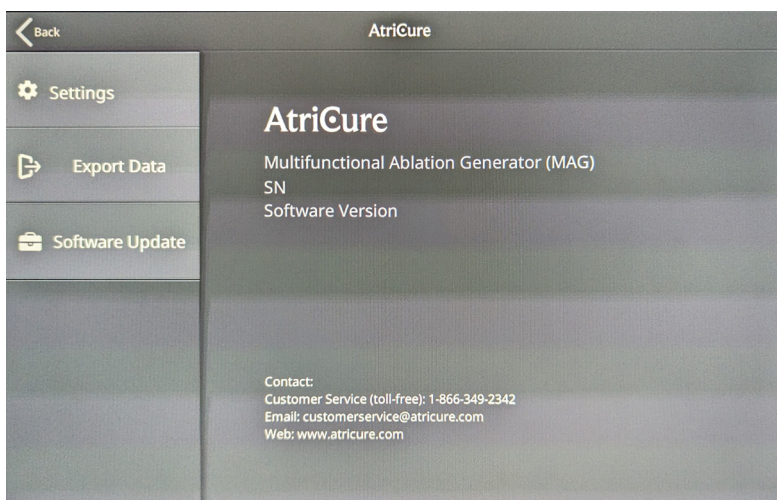 Back
AtriCure
Settings
Export Data
Software Update
AtriCure
Multifunctional Ablation Generator (MAG)
SN
Software Version
Contact:
Customer Service (toll-free): 1-866-349-2342
Email: customerservice@atricure.com
Web: www.atricure.com